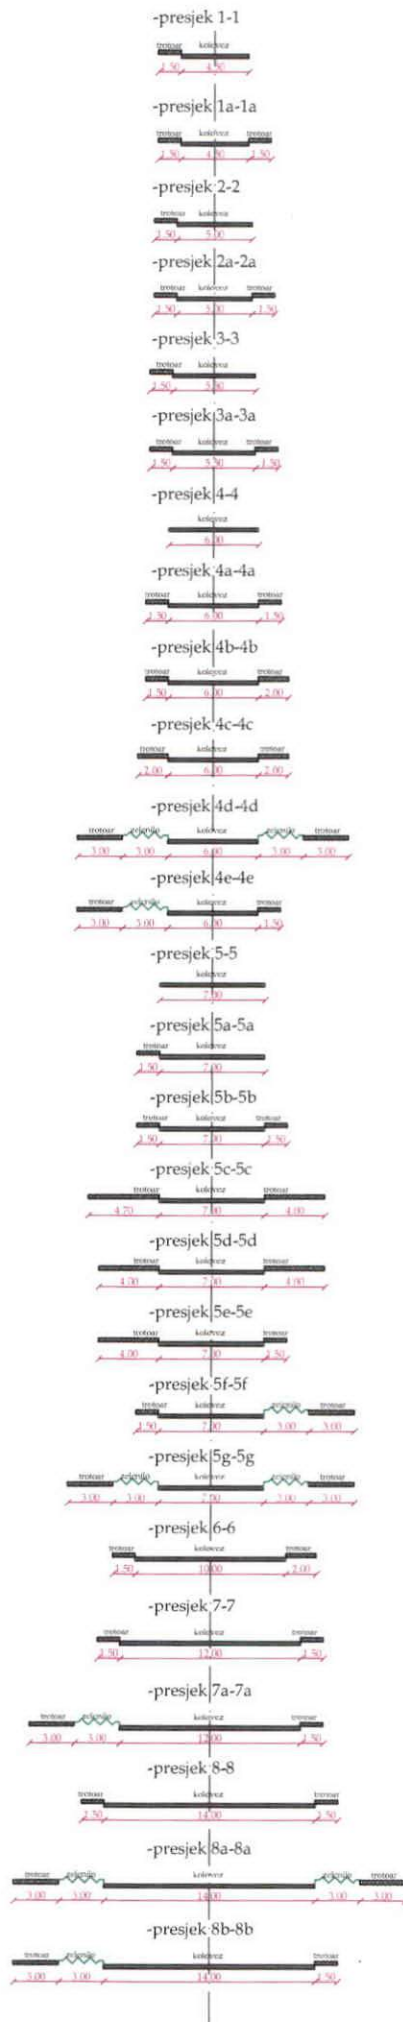 -presjek 1-1
trotoar kolovoz
1.50 4.50
-presjek 1a-1a
trotoar kolovoz trotoar
1.50 4.50 1.50
-presjek 2-2
trotoar kolovoz
1.50 5.00
-presjek 2a-2a
trotoar kolovoz trotoar
1.50 5.00 1.50
-presjek 3-3
trotoar kolovoz
1.50 5.50
-presjek 3a-3a
trotoar kolovoz trotoar
1.50 5.50 1.50
-presjek 4-4
kolovoz
6.00
-presjek 4a-4a
trotoar kolovoz trotoar
1.50 6.00 1.50
-presjek 4b-4b
trotoar kolovoz trotoar
1.50 6.00 2.00
-presjek 4c-4c
trotoar kolovoz trotoar
2.00 6.00 2.00
-presjek 4d-4d
trotoar zelenilo kolovoz zelenilo trotoar
3.00 3.00 6.00 3.00 3.00
-presjek 4e-4e
trotoar zelenilo kolovoz trotoar
3.00 3.00 6.00 1.50
-presjek 5-5
kolovoz
7.00
-presjek 5a-5a
trotoar kolovoz
1.50 7.00
-presjek 5b-5b
trotoar kolovoz trotoar
1.50 7.00 1.50
-presjek 5c-5c
trotoar kolovoz trotoar
4.70 7.00 4.00
-presjek 5d-5d
trotoar kolovoz trotoar
4.00 7.00 4.00
-presjek 5e-5e
trotoar kolovoz trotoar
4.00 7.00 1.50
-presjek 5f-5f
trotoar kolovoz zelenilo trotoar
1.50 7.00 3.00 3.00
-presjek 5g-5g
trotoar zelenilo kolovoz zelenilo trotoar
3.00 3.00 7.00 3.00 3.00
-presjek 6-6
trotoar kolovoz trotoar
1.50 10.00 2.00
-presjek 7-7
trotoar kolovoz trotoar
1.50 12.00 1.50
-presjek 7a-7a
trotoar zelenilo kolovoz trotoar
3.00 3.00 12.00 1.50
-presjek 8-8
trotoar kolovoz trotoar
1.50 14.00 1.50
-presjek 8a-8a
trotoar zelenilo kolovoz zelenilo trotoar
3.00 3.00 14.00 3.00 3.00
-presjek 8b-8b
trotoar zelenilo kolovoz trotoar
3.00 3.00 14.00 1.50